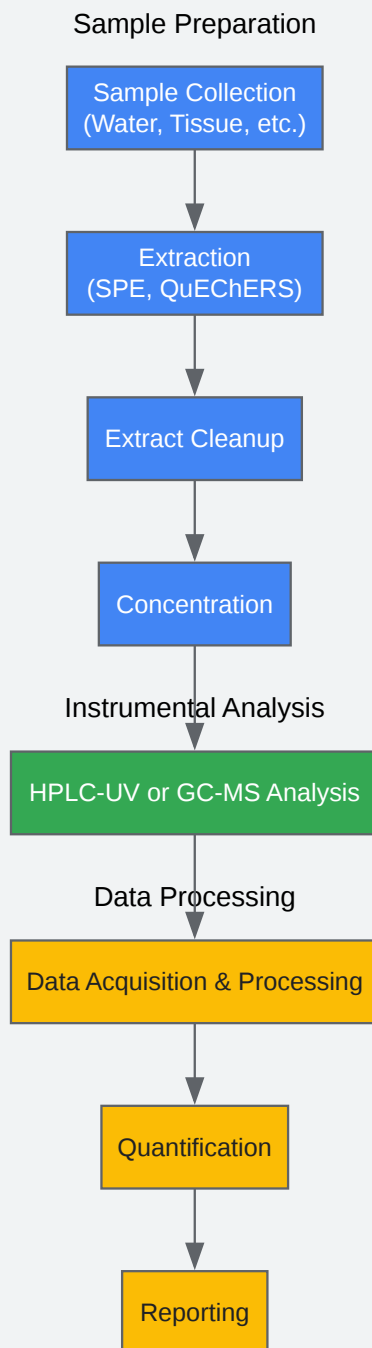 Sample Preparation
Sample Collection
(Water, Tissue, etc.)
Extraction
(SPE, QuEChERS)
Extract Cleanup
Concentration
Instrumental Analysis
HPLC-UV or GC-MS Analysis
Data Processing
Data Acquisition & Processing
Quantification
Reporting